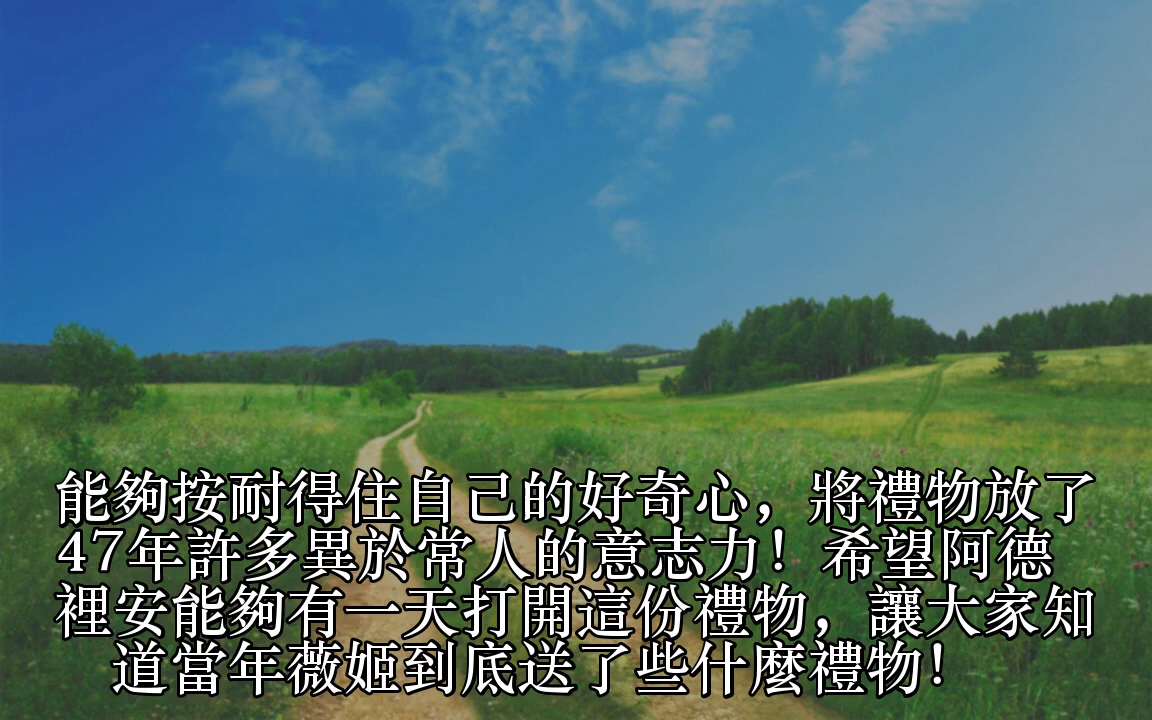 能夠按耐得住自己的好奇心，將禮物放了
47年許多異於常人的意志力！希望阿德
裡安能夠有一天打開這份禮物，讓大家知
道當年薇姬到底送了些什麼禮物！